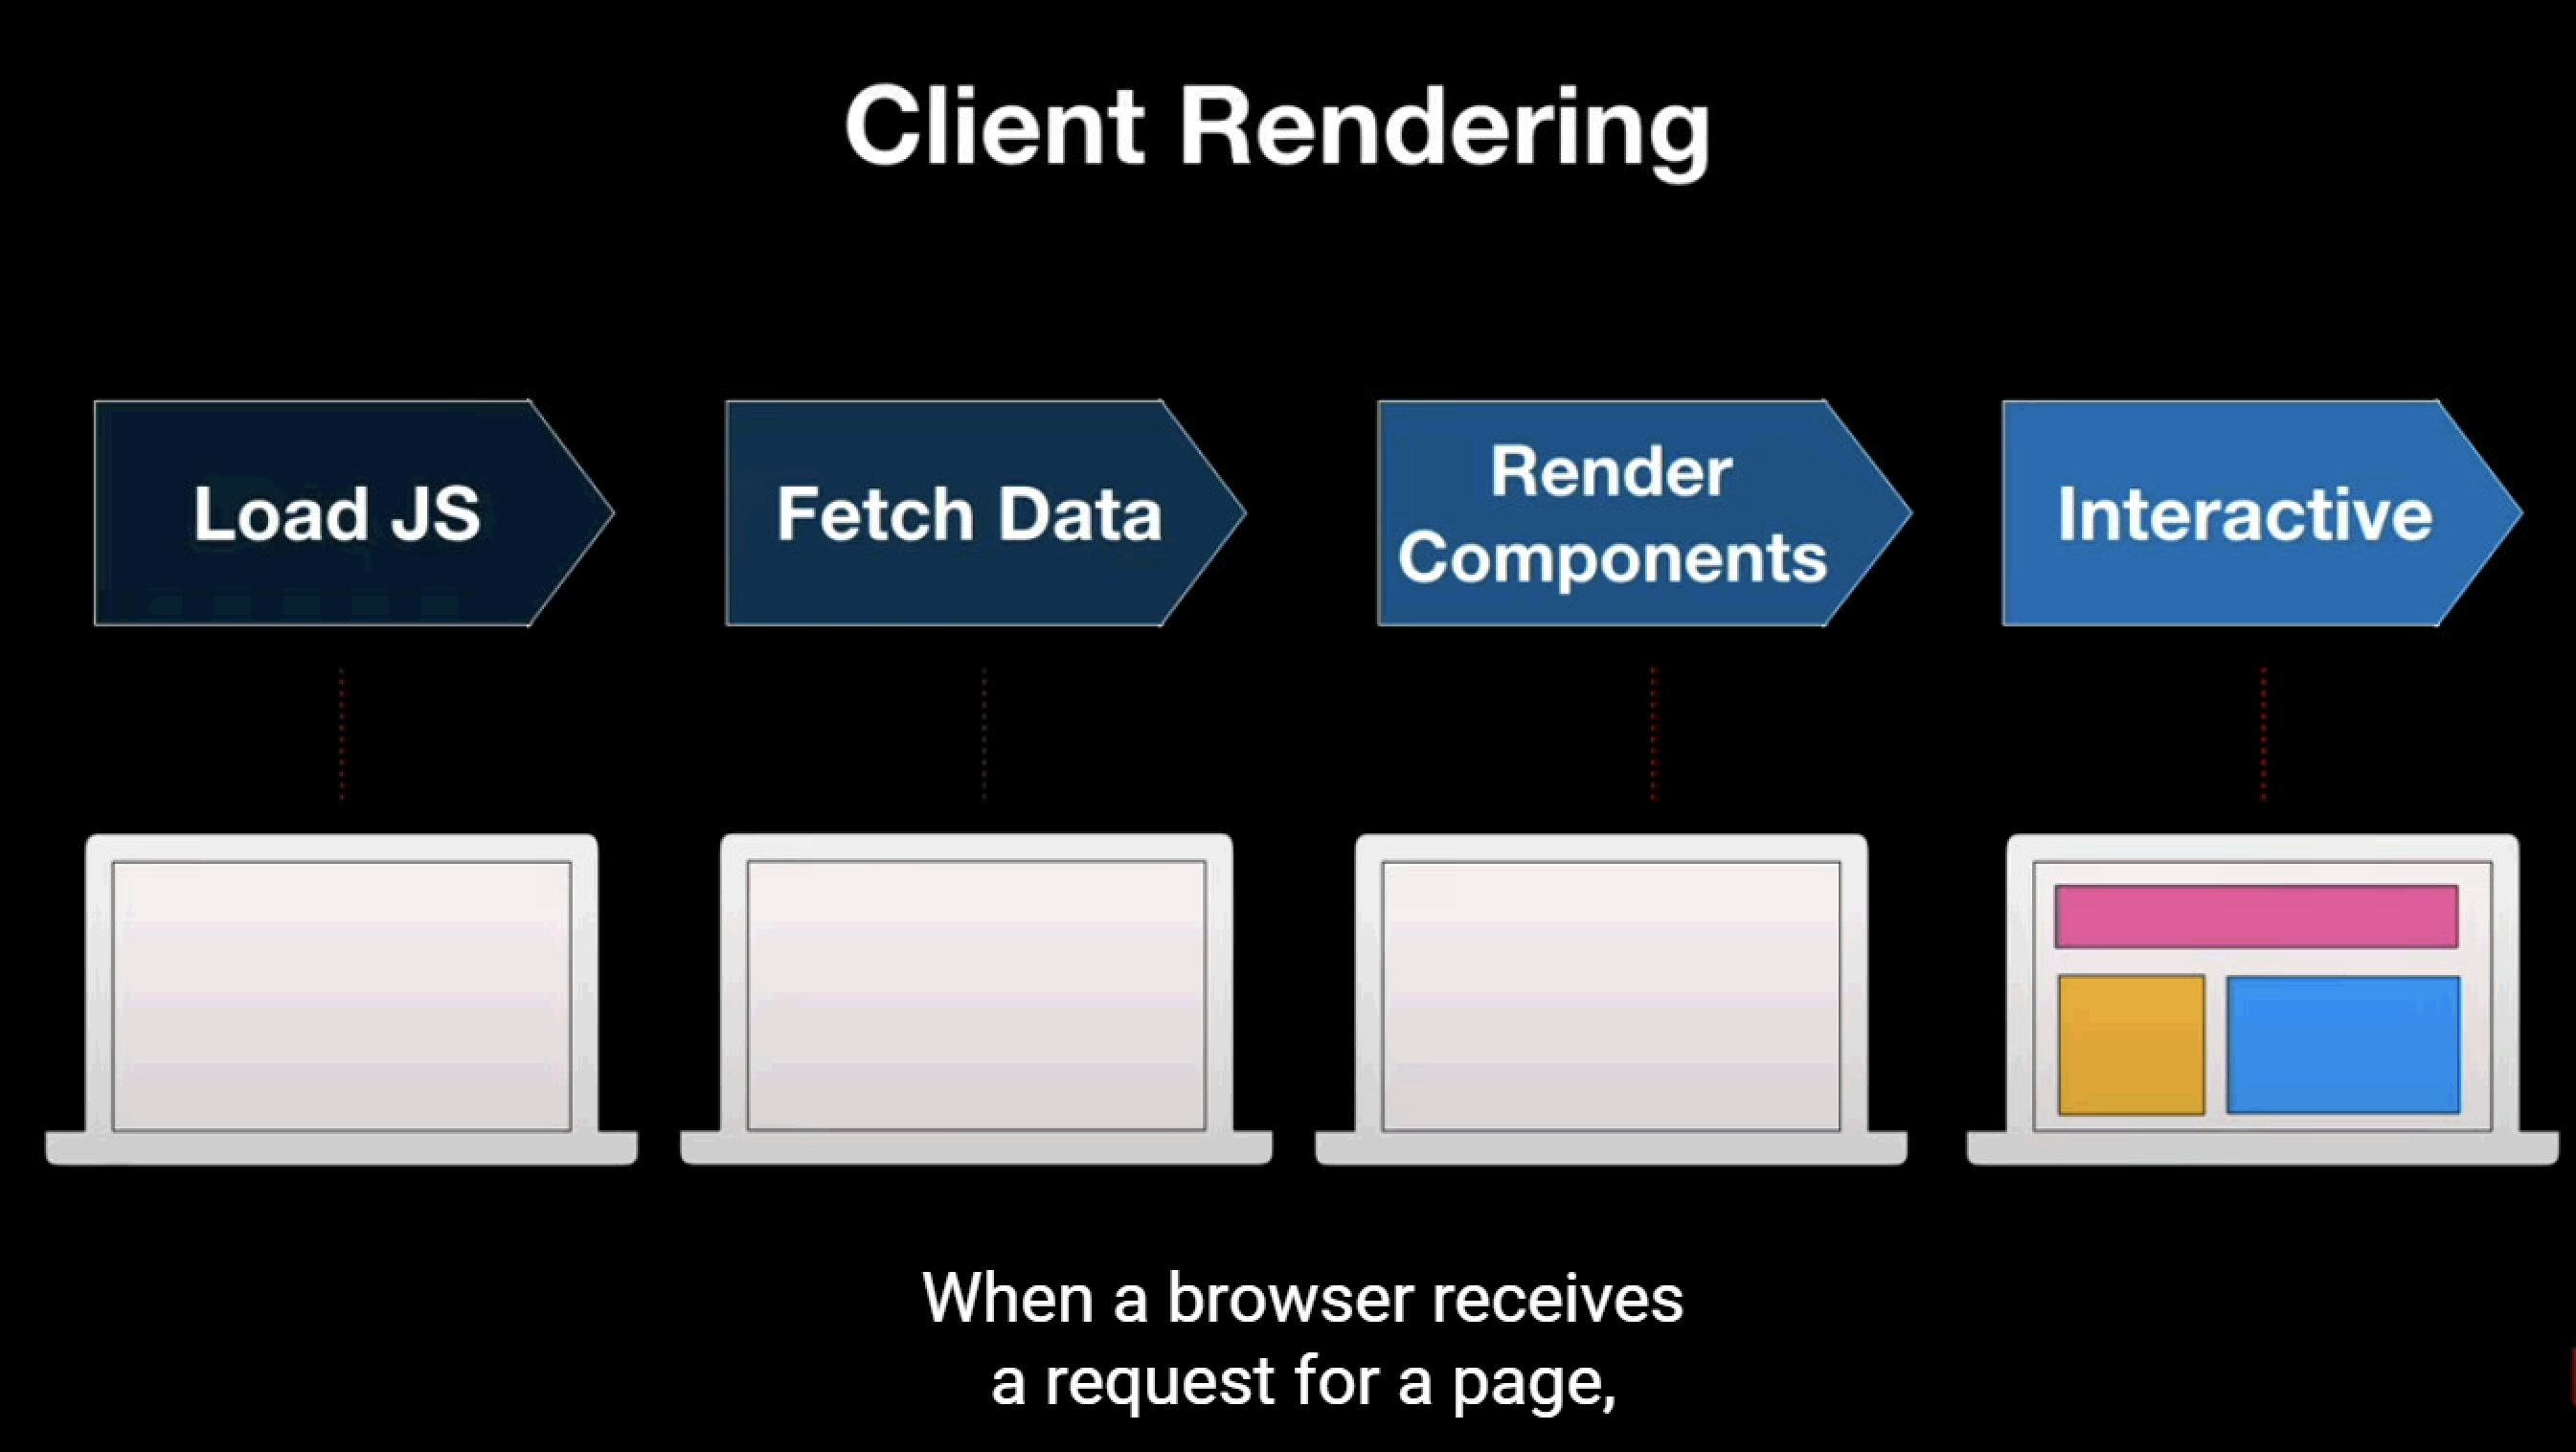 Client Rendering
Load JS
Fetch Data
Render
Components
Interactive
When a browser receives
a request for a page,